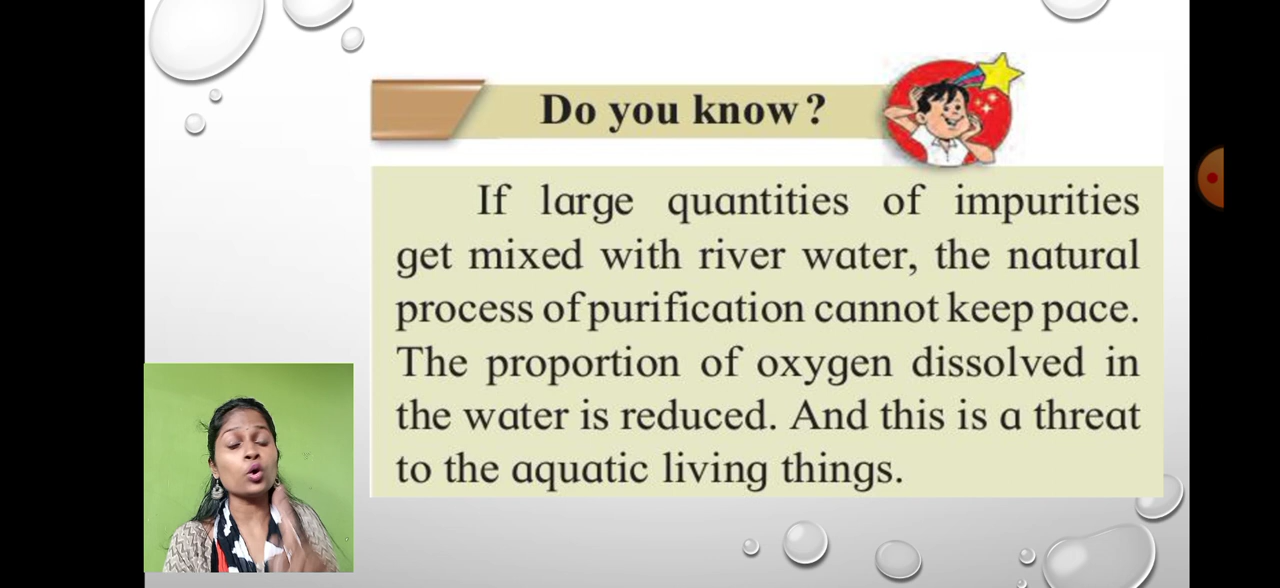 Do you know?
If large quantities of impurities
get mixed with river water, the natural
process of purification cannot keep pace.
The proportion of oxygen dissolved in
the water is reduced. And this is a threat
to the aquatic living things.